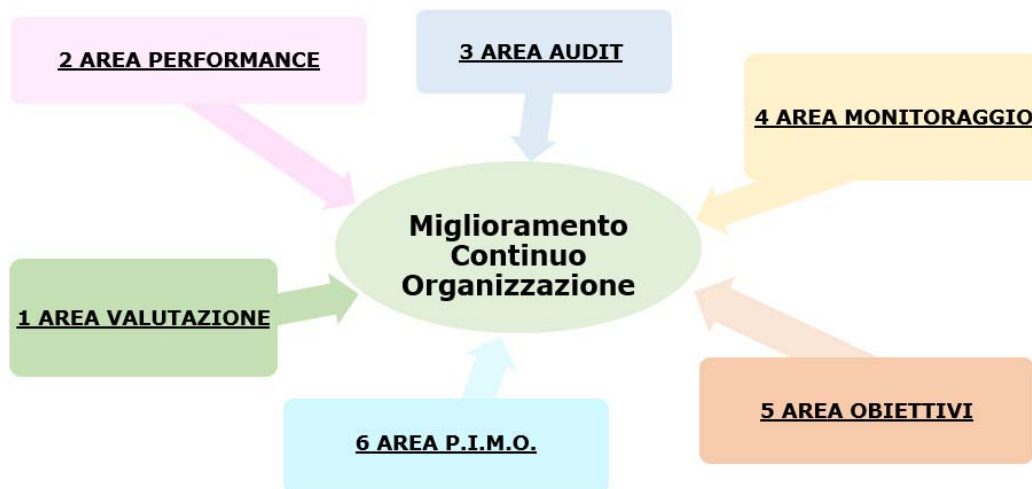 2 AREA PERFORMANCE
3 AREA AUDIT
4 AREA MONITORAGGIO
Miglioramento
Continuo
Organizzazione
1 AREA VALUTAZIONE
5 AREA OBIETTIVI
6 AREA P.I.M.O.